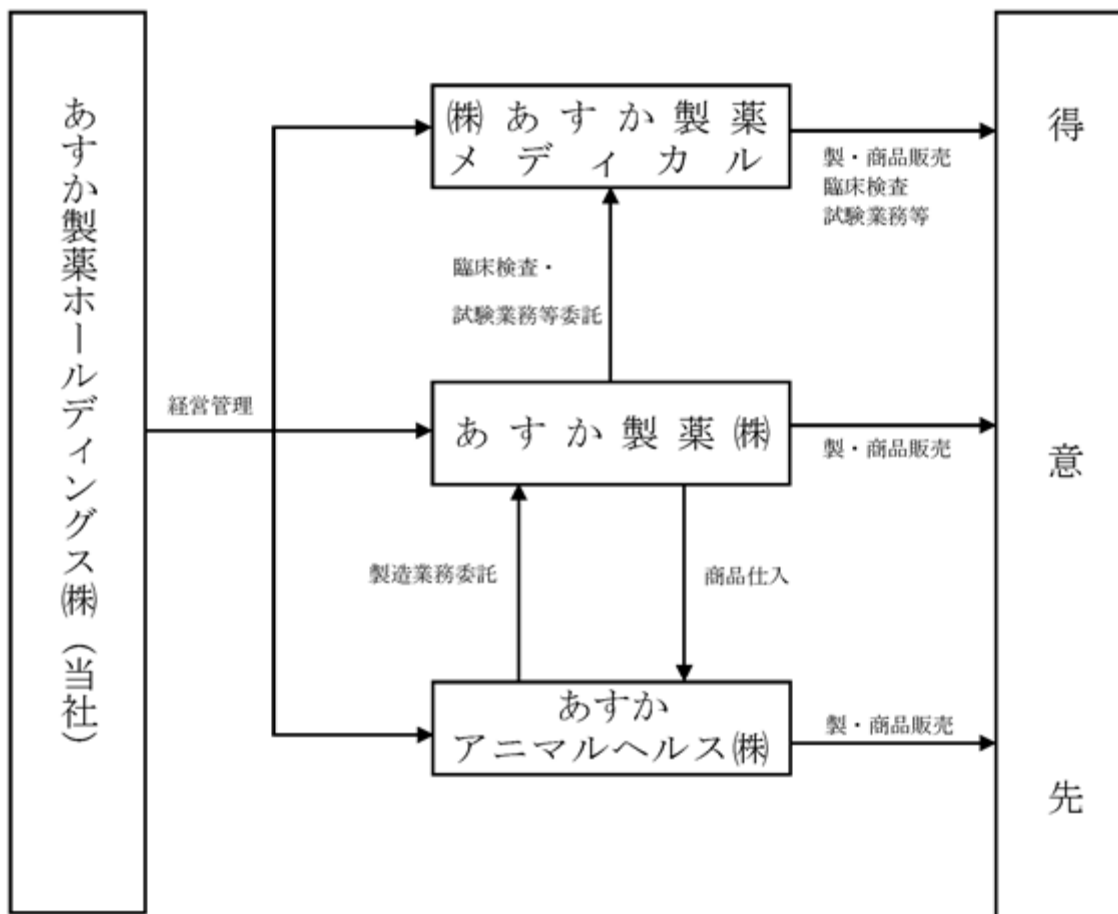 あすか製薬ホールディングス㈱（当社）
経営管理
㈱あすか製薬
メディカル
製・商品販売
臨床検査
試験業務等
臨床検査・
試験業務等委託
あすか製薬㈱
製・商品販売
製造業務委託
商品仕入
あすか
アニマルヘルス㈱
製・商品販売
得意先